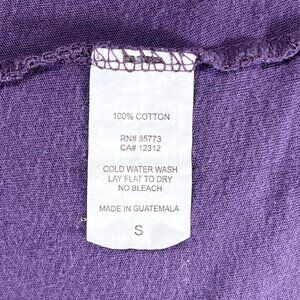 100% COTTON
RN# 85773
CA# 12312
COLD WATER WASH
LAY FLAT TO DRY
NO BLEACH
MADE IN GUATEMALA
S